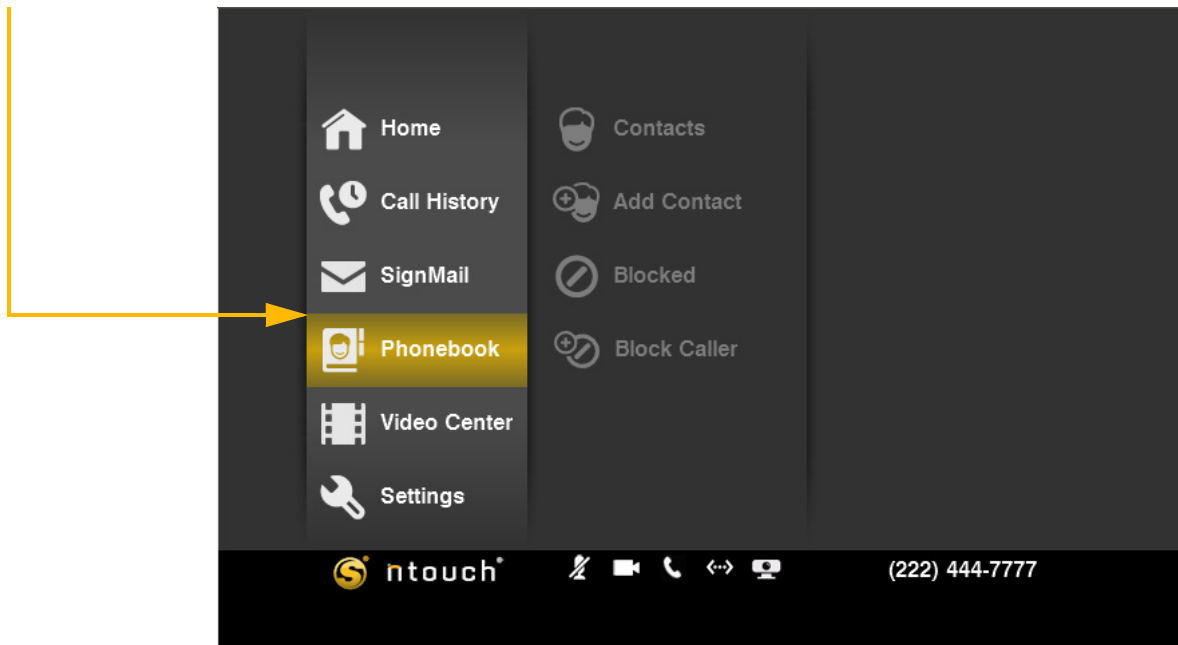 Home
Contacts
Call History
Add Contact
SignMail
Blocked
Phonebook
Block Caller
Video Center
Settings
S ntouch
(222) 444-7777